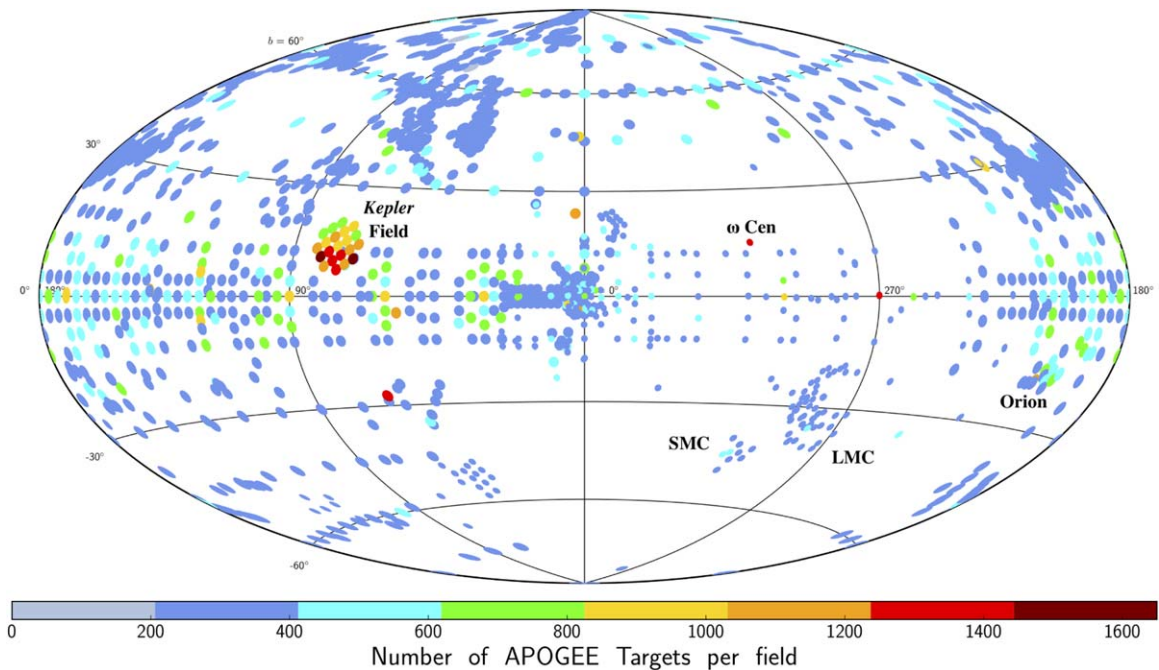 b = 60°
30°
Kepler
Field
ω Cen
0°
180°
90°
0°
270°
180°
Orion
SMC
LMC
-30°
-60°
0 200 400 600 800 1000 1200 1400 1600
Number of APOGEE Targets per field